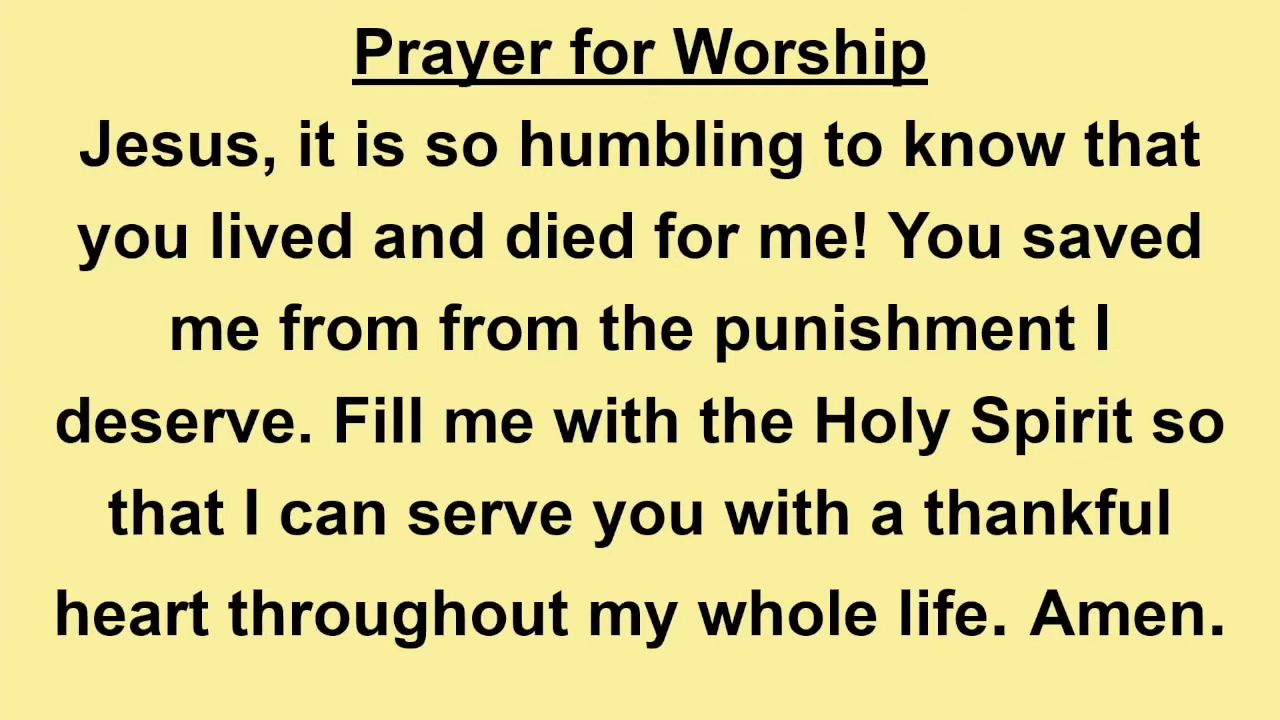 Prayer for Worship
Jesus, it is so humbling to know that
you lived and died for me! You saved
me from from the punishment I
deserve. Fill me with the Holy Spirit so
that I can serve you with a thankful
heart throughout my whole life. Amen.